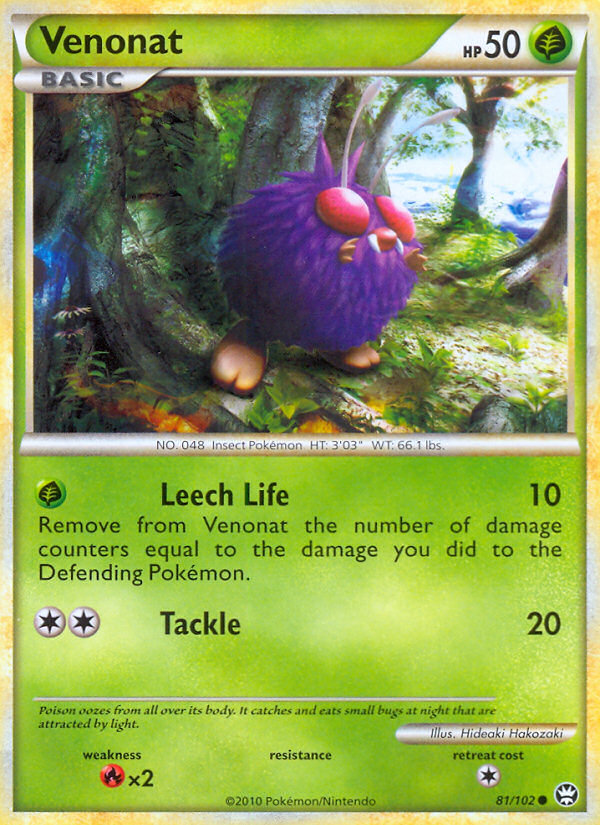 Venonat
HP 50
BASIC
NO. 048 Insect Pokémon HT: 3'03" WT: 66.1 lbs.
Leech Life 10
Remove from Venonat the number of damage
counters equal to the damage you did to the
Defending Pokémon.
Tackle 20
Poison oozes from all over its body. It catches and eats small bugs at night that are
attracted by light.
Illus. Hideaki Hakozaki
weakness resistance retreat cost
×2
©2010 Pokémon/Nintendo 81/102